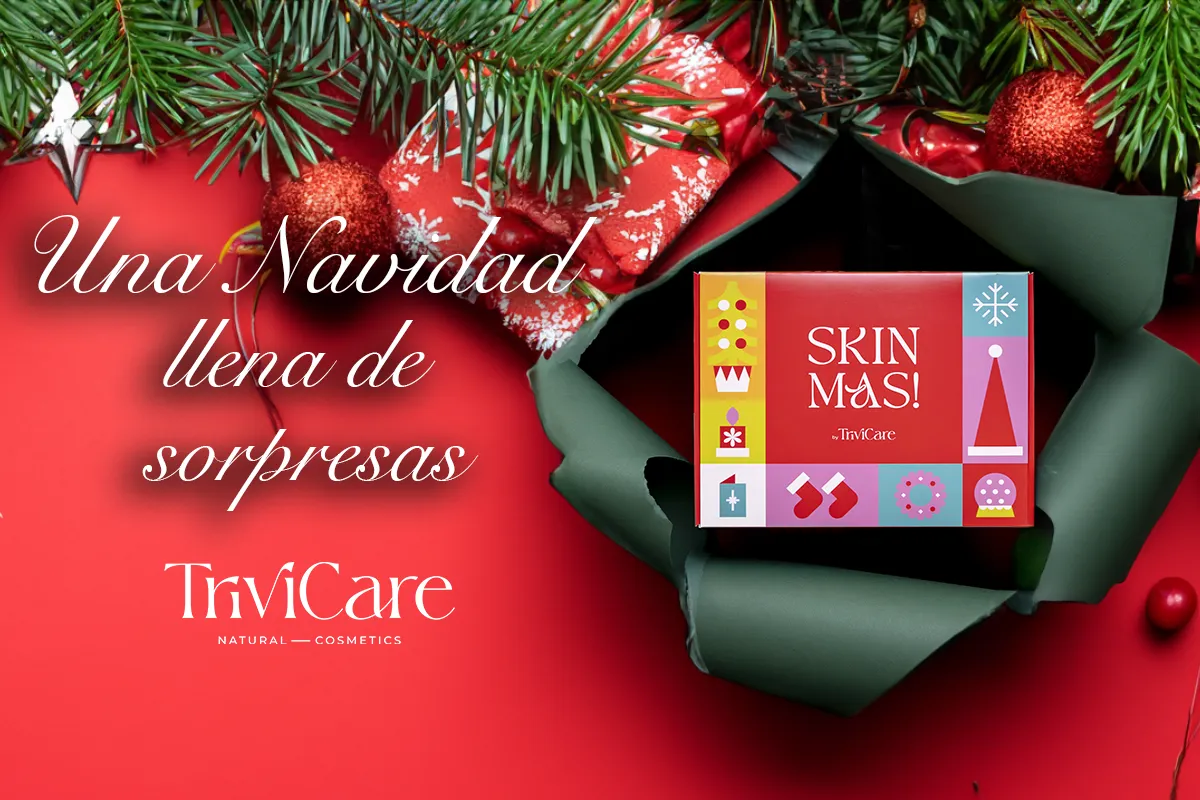 Una Navidad
llena de
sorpresas
TriviCare
NATURAL — COSMETICS
SKIN
MAS!
by TriviCare